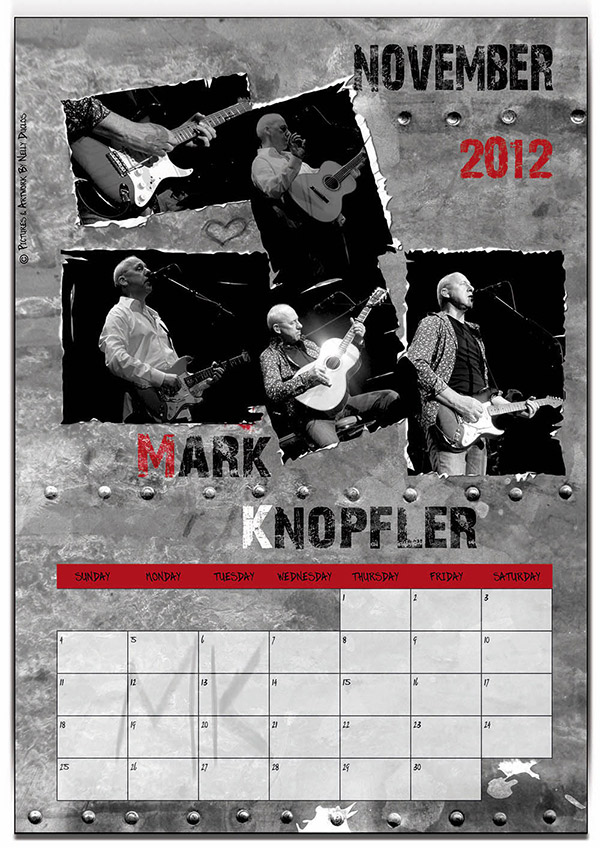 NOVEMBER
2012
© PICTURES & ARTWORK BY NELLY DUCLOS
MARK
KNOPFLER
SUNDAY MONDAY TUESDAY WEDNESDAY THURSDAY FRIDAY SATURDAY
1 2 3
4 5 6 7 8 9 10
11 12 13 14 15 16 17
18 19 20 21 22 23 24
25 26 27 28 29 30
MK